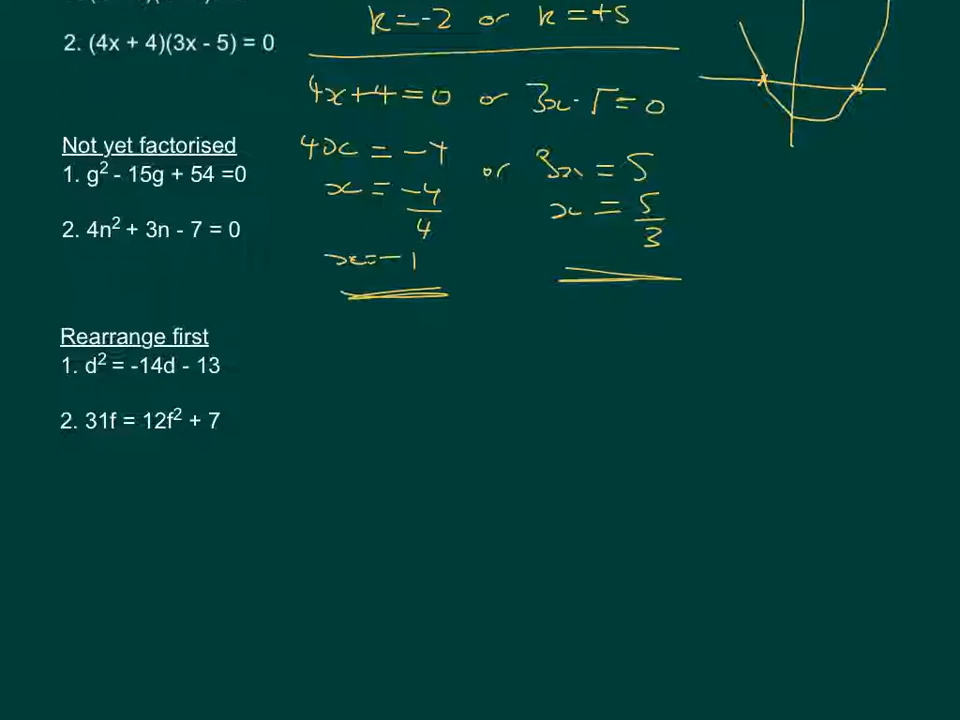 k = -2 or k = +5
2. (4x + 4)(3x - 5) = 0
4x + 4 = 0 or 3x - 5 = 0
Not yet factorised
4x = -4 or 3x = 5
1. g² - 15g + 54 =0
x = -4/4 x = 5/3
2. 4n² + 3n - 7 = 0
x = -1
Rearrange first
1. d² = -14d - 13
2. 31f = 12f² + 7